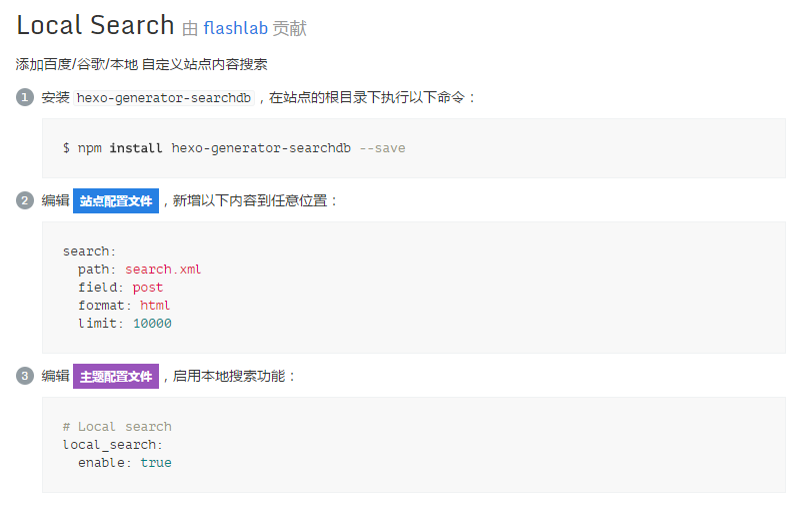 Local Search 由 flashlab 贡献
添加百度/谷歌/本地 自定义站点内容搜索
1 安装 hexo-generator-searchdb，在站点的根目录下执行以下命令：
$ npm install hexo-generator-searchdb --save
2 编辑 站点配置文件，新增以下内容到任意位置：
search:
  path: search.xml
  field: post
  format: html
  limit: 10000
3 编辑 主题配置文件，启用本地搜索功能：
# Local search
local_search:
  enable: true